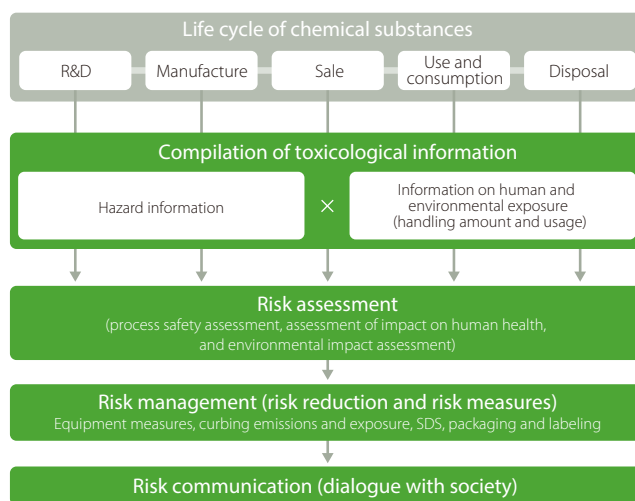 Life cycle of chemical substances
R&D
Manufacture
Sale
Use and
consumption
Disposal
Compilation of toxicological information
Hazard information
×
Information on human and
environmental exposure
(handling amount and usage)
Risk assessment
(process safety assessment, assessment of impact on human health,
and environmental impact assessment)
Risk management (risk reduction and risk measures)
Equipment measures, curbing emissions and exposure, SDS, packaging and labeling
Risk communication (dialogue with society)